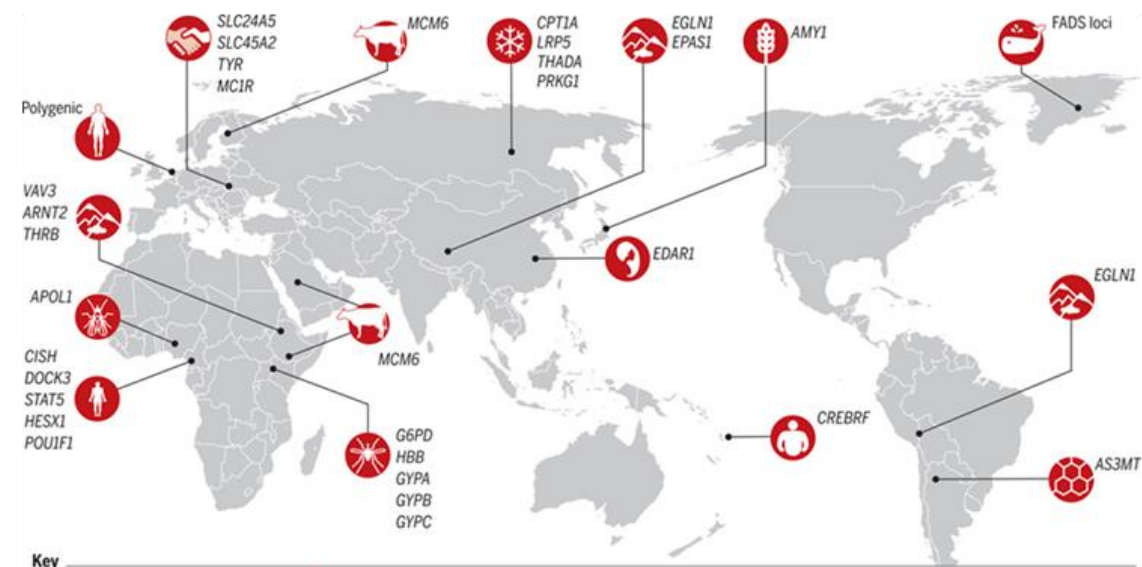 SLC24A5
SLC45A2
TYR
MC1R
MCM6
CPT1A
LRP5
THADA
PRKG1
EGLN1
EPAS1
AMY1
FADS loci
Polygenic
VAV3
ARNT2
THRB
EDAR1
EGLN1
APOL1
MCM6
CISH
DOCK3
STAT5
HESX1
POU1F1
CREBRF
G6PD
HBB
GYPA
GYPB
GYPC
AS3MT
Key